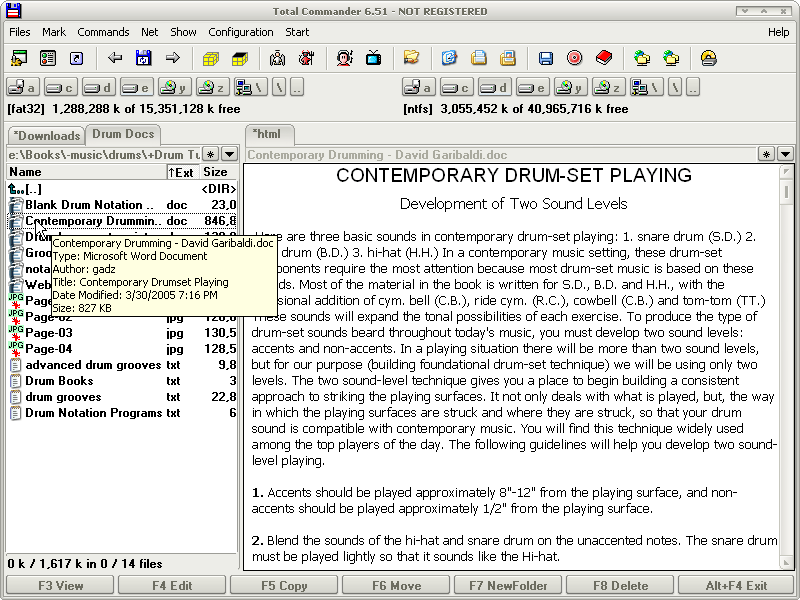 Total Commander 6.51 - NOT REGISTERED
Files Mark Commands Net Show Configuration Start Help
a c d e y z \ \ .. a c d e y z \ \ ..
[fat32] 1,288,288 k of 15,351,128 k free [ntfs] 3,055,452 k of 40,965,716 k free
*Downloads Drum Docs *html
e:\Books\-music\drums\+Drum Tu * Contemporary Drumming - David Garibaldi.doc *
Name ↑Ext Size
[..] <DIR>
Blank Drum Notation .. doc 23,0
Contemporary Drummin.. doc 846,8
Contemporary Drumming - David Garibaldi.doc
Type: Microsoft Word Document
Author: gadz
Title: Contemporary Drumset Playing
Date Modified: 3/30/2005 7:16 PM
Size: 827 KB
Goo
nota
Web
JPG Page-
JPG Page-02 jpg
JPG Page-03 jpg 130,5
JPG Page-04 jpg 128,5
advanced drum grooves txt 9,8
Drum Books txt 3
drum grooves txt 22,8
Drum Notation Programs txt 6
0 k / 1,617 k in 0 / 14 files
CONTEMPORARY DRUM-SET PLAYING
Development of Two Sound Levels
ere are three basic sounds in contemporary drum-set playing: 1. snare drum (S.D.) 2.
drum (B.D.) 3. hi-hat (H.H.) In a contemporary music setting, these drum-set
ponents require the most attention because most drum-set music is based on these
ds. Most of the material in the book is written for S.D., B.D. and H.H., with the
sional addition of cym. bell (C.B.), ride cym. (R.C.), cowbell (C.B.) and tom-tom (TT.)
These sounds will expand the tonal possibilities of each exercise. To produce the type of
drum-set sounds beard throughout today's music, you must develop two sound levels:
accents and non-accents. In a playing situation there will be more than two sound levels,
but for our purpose (building foundational drum-set technique) we will be using only two
levels. The two sound-level technique gives you a place to begin building a consistent
approach to striking the playing surfaces. It not only deals with what is played, but, the way
in which the playing surfaces are struck and where they are struck, so that your drum
sound is compatible with contemporary music. You will find this technique widely used
among the top players of the day. The following guidelines will help you develop two sound-
level playing.
1. Accents should be played approximately 8"-12" from the playing surface, and non-
accents should be played approximately 1/2" from the playing surface.
2. Blend the sounds of the hi-hat and snare drum on the unaccented notes. The snare drum
must be played lightly so that it sounds like the Hi-hat.
F3 View F4 Edit F5 Copy F6 Move F7 NewFolder F8 Delete Alt+F4 Exit